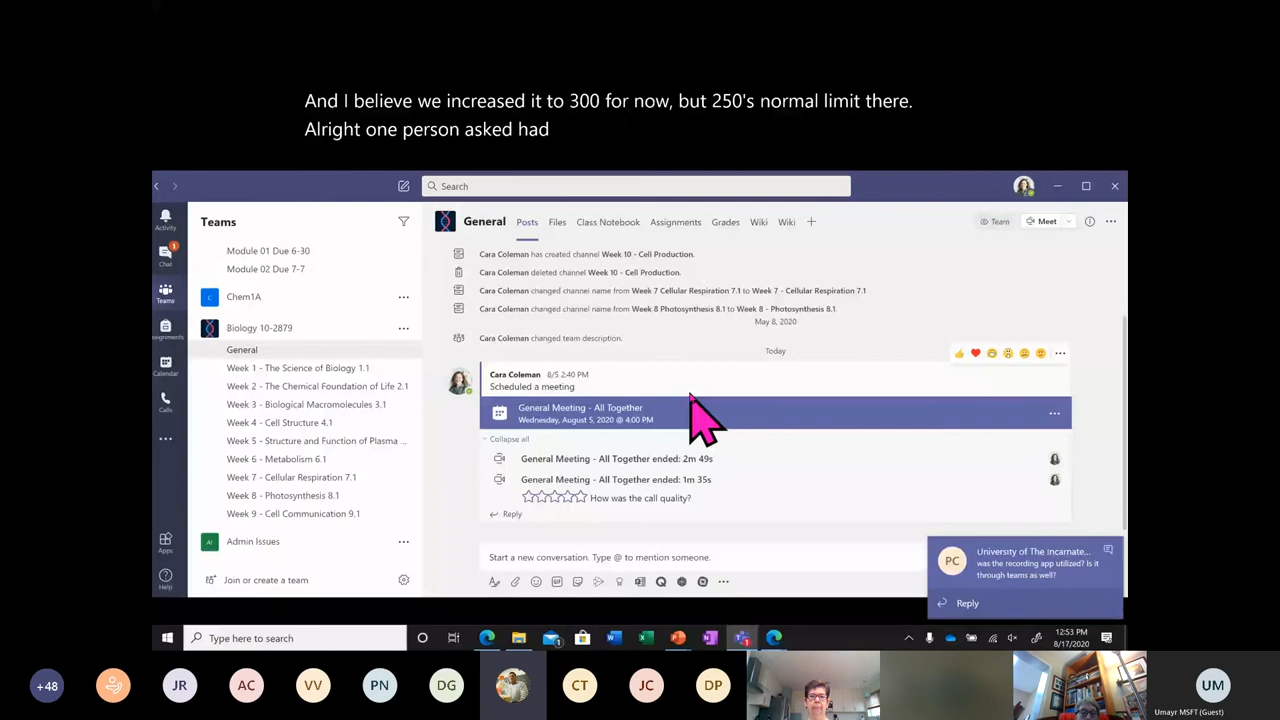 And I believe we increased it to 300 for now, but 250's normal limit there.
Alright one person asked had
Search
Activity
Chat
1
Teams
Assignments
Calendar
Calls
Apps
Help
Teams
Module 01 Due 6-30
Module 02 Due 7-7
C
Chem1A
Biology 10-2879
General
Week 1 - The Science of Biology 1.1
Week 2 - The Chemical Foundation of Life 2.1
Week 3 - Biological Macromolecules 3.1
Week 4 - Cell Structure 4.1
Week 5 - Structure and Function of Plasma ...
Week 6 - Metabolism 6.1
Week 7 - Cellular Respiration 7.1
Week 8 - Photosynthesis 8.1
Week 9 - Cell Communication 9.1
AI
Admin Issues
Join or create a team
General Posts Files Class Notebook Assignments Grades Wiki Wiki
Team Meet
Cara Coleman has created channel Week 10 - Cell Production.
Cara Coleman deleted channel Week 10 - Cell Production.
Cara Coleman changed channel name from Week 7 Cellular Respiration 7.1 to Week 7 - Cellular Respiration 7.1
Cara Coleman changed channel name from Week 8 Photosynthesis 8.1 to Week 8 - Photosynthesis 8.1.
May 8, 2020
Cara Coleman changed team description.
Today
Cara Coleman 8/5 2:40 PM
Scheduled a meeting
General Meeting - All Together
Wednesday, August 5, 2020 @ 4:00 PM
Collapse all
General Meeting - All Together ended: 2m 49s
General Meeting - All Together ended: 1m 35s
How was the call quality?
Reply
Start a new conversation. Type @ to mention someone.
PC
University of The Incarnate...
was the recording app utilized? Is it
through teams as well?
Reply
Type here to search
12:53 PM
8/17/2020
+48 JR AC VV PN DG CT JC DP UM
Umayr MSFT (Guest)